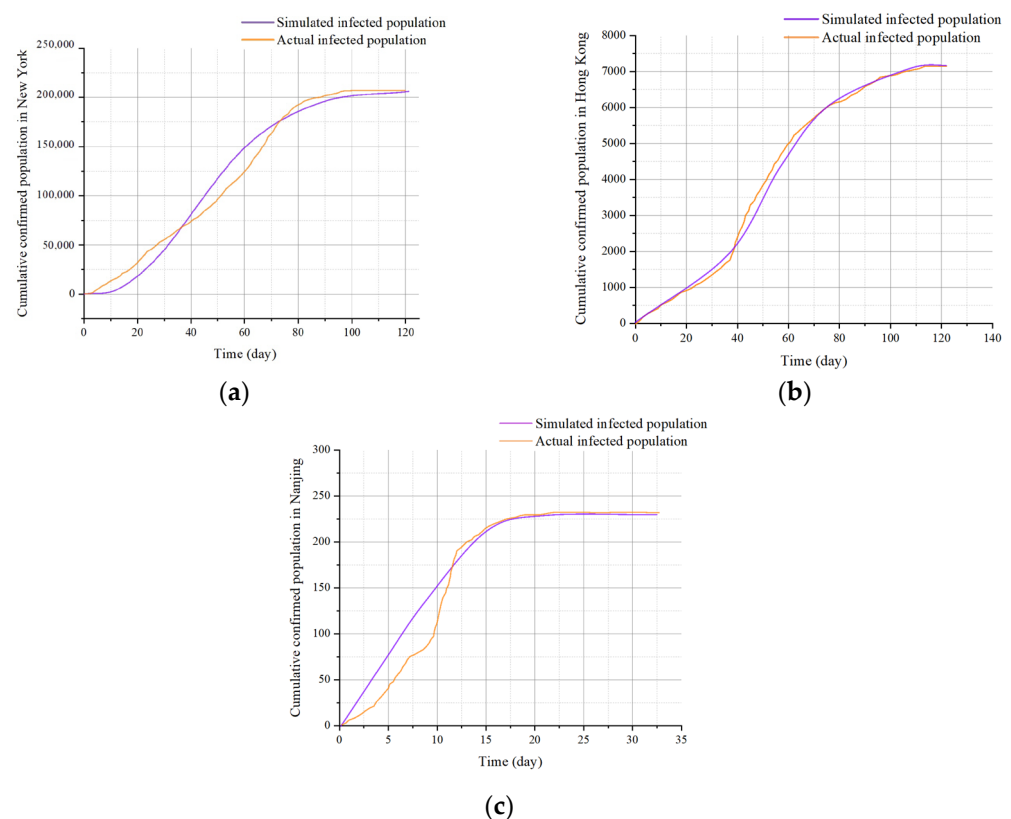 Simulated infected population
Actual infected population
250,000
200,000
150,000
100,000
50,000
0
Cumulative confirmed population in New York
0 20 40 60 80 100 120
Time (day)
(a)
Simulated infected population
Actual infected population
8000
7000
6000
5000
4000
3000
2000
1000
0
Cumulative confirmed population in Hong Kong
0 20 40 60 80 100 120 140
Time (day)
(b)
Simulated infected population
Actual infected population
300
250
200
150
100
50
0
Cumulative confirmed population in Nanjing
0 5 10 15 20 25 30 35
Time (day)
(c)